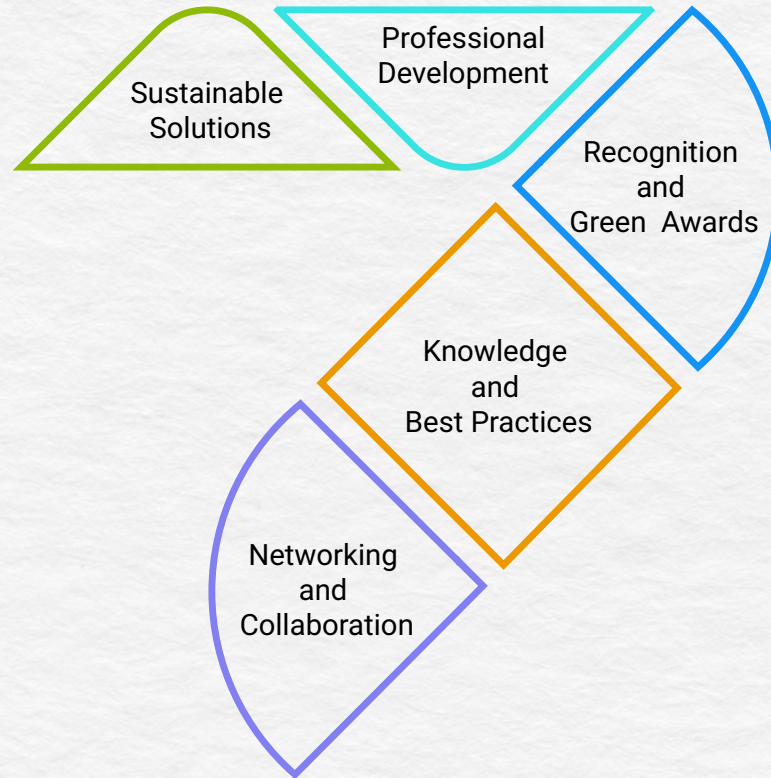 Sustainable
Solutions
Professional
Development
Recognition
and
Green  Awards
Knowledge
and
Best Practices
Networking
and
Collaboration